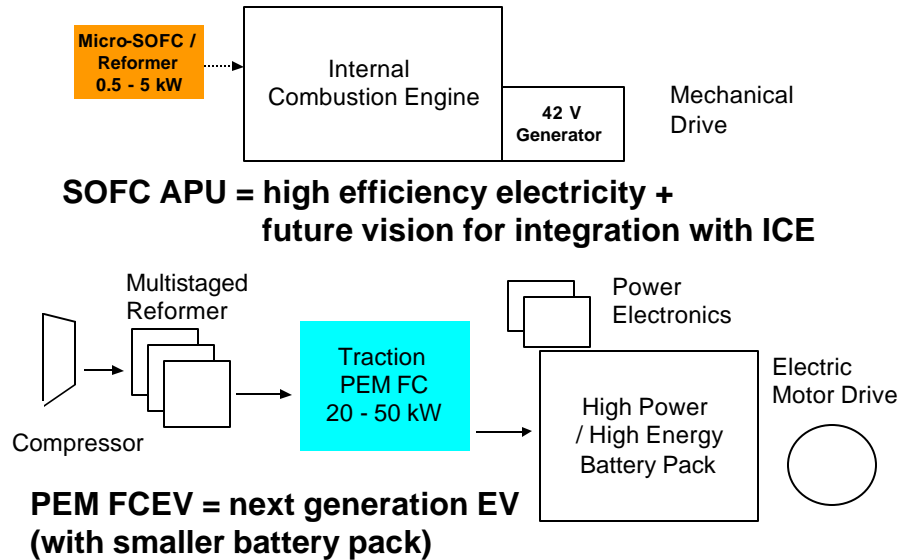 Micro-SOFC /
Reformer
0.5 - 5 kW
Internal
Combustion Engine
42 V
Generator
Mechanical
Drive
SOFC APU = high efficiency electricity +
future vision for integration with ICE
Multistaged
Reformer
Compressor
Traction
PEM FC
20 - 50 kW
Power
Electronics
High Power
/ High Energy
Battery Pack
Electric
Motor Drive
PEM FCEV = next generation EV
(with smaller battery pack)